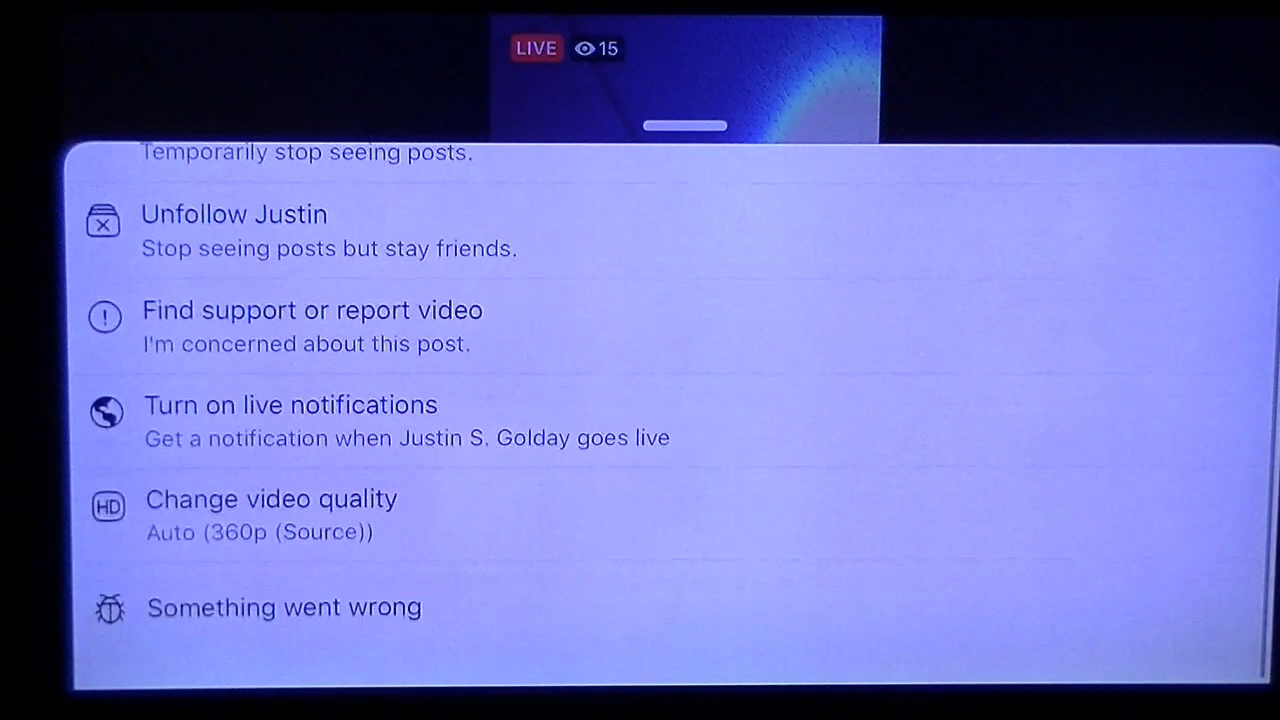 LIVE 15
Temporarily stop seeing posts.
Unfollow Justin
Stop seeing posts but stay friends.
Find support or report video
I'm concerned about this post.
Turn on live notifications
Get a notification when Justin S. Golday goes live
HD
Change video quality
Auto (360p (Source))
Something went wrong